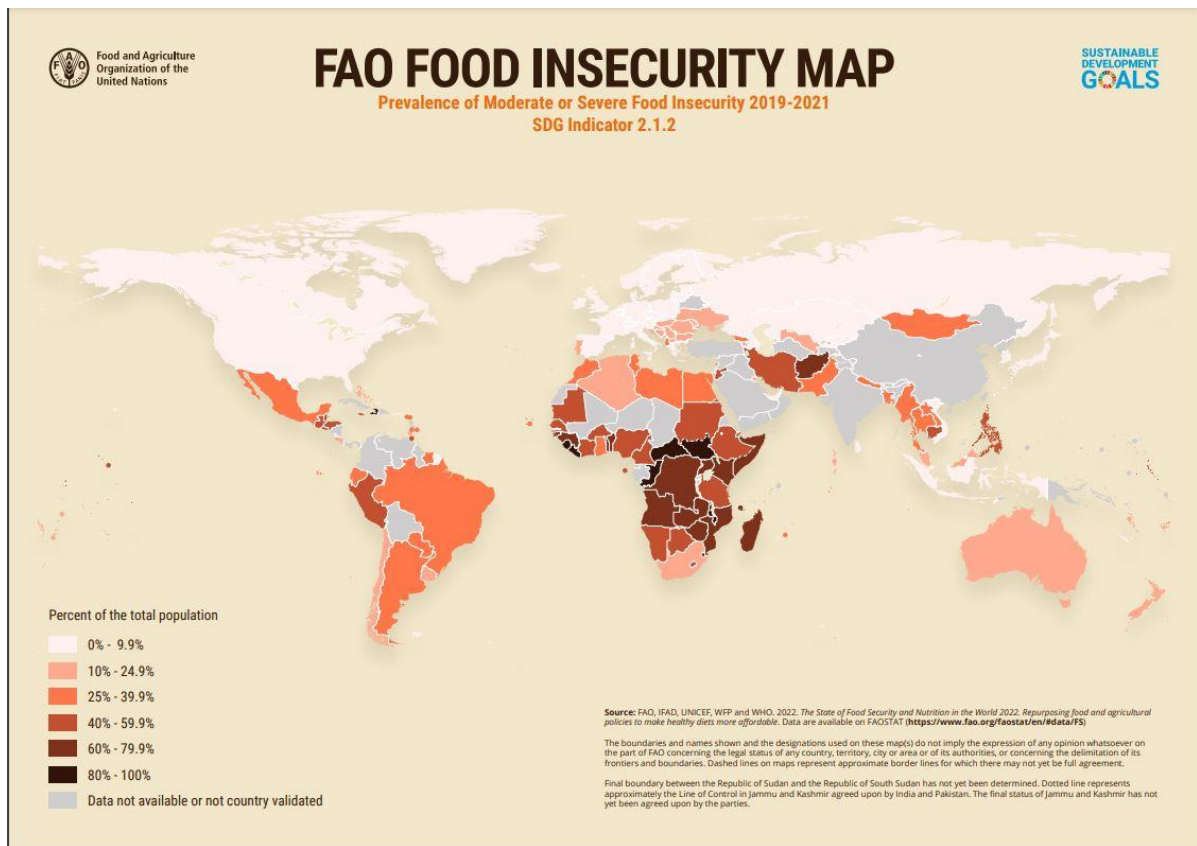 Food and Agriculture
Organization of the
United Nations
FAO FOOD INSECURITY MAP
Prevalence of Moderate or Severe Food Insecurity 2019-2021
SDG Indicator 2.1.2
SUSTAINABLE
DEVELOPMENT
GOALS
Percent of the total population
0% - 9.9%
10% - 24.9%
25% - 39.9%
40% - 59.9%
60% - 79.9%
80% - 100%
Data not available or not country validated
Source: FAO, IFAD, UNICEF, WFP and WHO. 2022. The State of Food Security and Nutrition in the World 2022. Repurposing food and agricultural
policies to make healthy diets more affordable. Data are available on FAOSTAT (https://www.fao.org/faostat/en/#data/FS)
The boundaries and names shown and the designations used on these map(s) do not imply the expression of any opinion whatsoever on
the part of FAO concerning the legal status of any country, territory, city or area or of its authorities, or concerning the delimitation of its
frontiers and boundaries. Dashed lines on maps represent approximate border lines for which there may not yet be full agreement.
Final boundary between the Republic of Sudan and the Republic of South Sudan has not yet been determined. Dotted line represents
approximately the Line of Control in Jammu and Kashmir agreed upon by India and Pakistan. The final status of Jammu and Kashmir has not
yet been agreed upon by the parties.